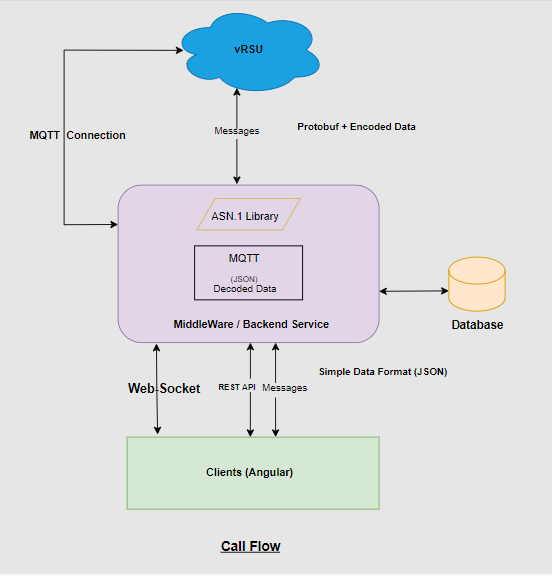 vRSU
Messages
Protobuf + Encoded Data
MQTT Connection
ASN.1 Library
MQTT
(JSON)
Decoded Data
MiddleWare / Backend Service
Database
Simple Data Format (JSON)
Web-Socket
REST API
Messages
Clients (Angular)
Call Flow